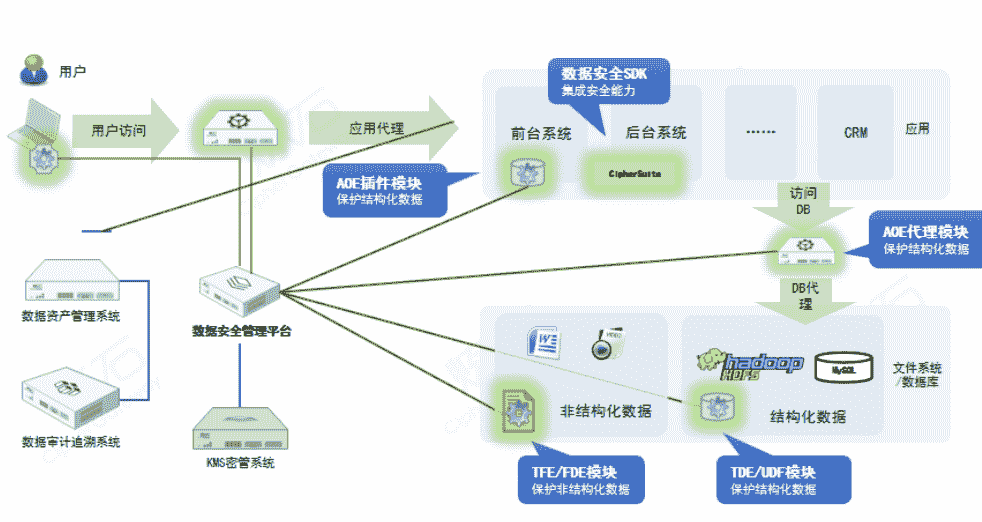 用户
数据安全SDK
集成安全能力
用户访问
应用代理
前台系统
后台系统
......
CRM
应用
CipherSuite
AOE插件模块
保护结构化数据
访问
DB
AOE代理模块
保护结构化数据
DB代
理
数据资产管理系统
数据安全管理平台
W
VIDEO
hadoop
HDFS
MySQL
文件系统
/数据库
非结构化数据
结构化数据
数据审计追溯系统
KMS密管系统
TFE/FDE模块
保护非结构化数据
TDE/UDF模块
保护结构化数据